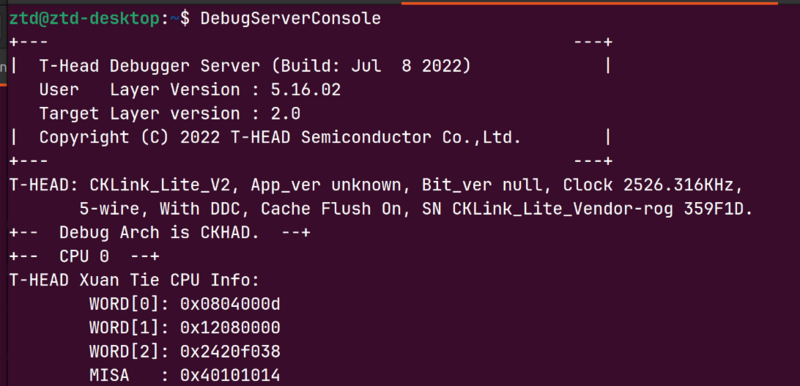 ztd@ztd-desktop:~$ DebugServerConsole
+---                                                        ---+
|  T-Head Debugger Server (Build: Jul  8 2022)               |
   User   Layer Version : 5.16.02
   Target Layer version : 2.0
|  Copyright (C) 2022 T-HEAD Semiconductor Co.,Ltd.          |
+---                                                        ---+
T-HEAD: CKLink_Lite_V2, App_ver unknown, Bit_ver null, Clock 2526.316KHz,
        5-wire, With DDC, Cache Flush On, SN CKLink_Lite_Vendor-rog 359F1D.
+--  Debug Arch is CKHAD.  --+
+--  CPU 0  --+
T-HEAD Xuan Tie CPU Info:
        WORD[0]: 0x0804000d
        WORD[1]: 0x12080000
        WORD[2]: 0x2420f038
        MISA   : 0x40101014